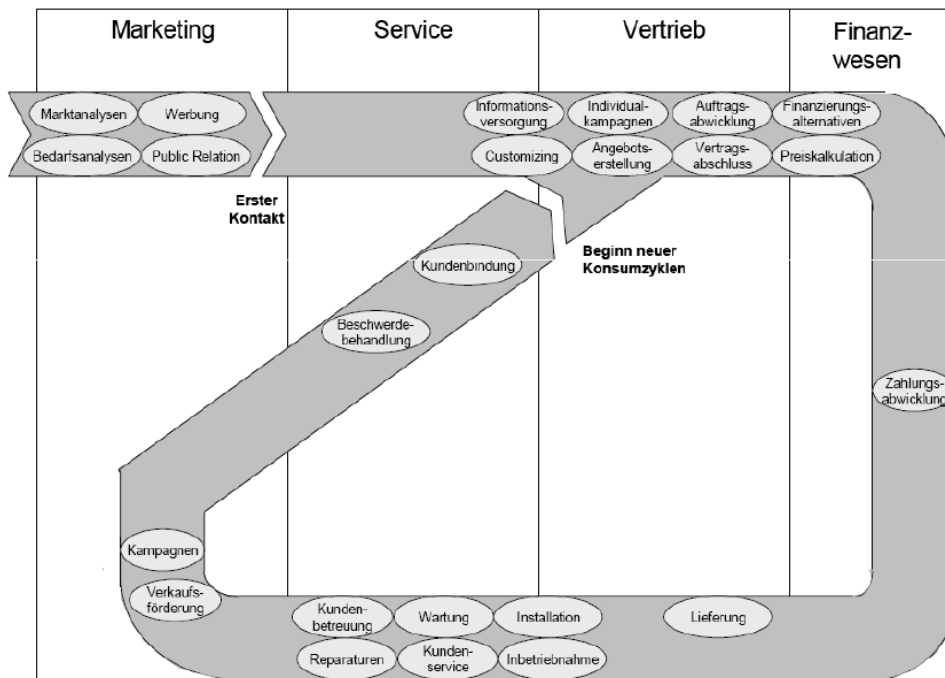 Marketing
Service
Vertrieb
Finanz-
wesen
Marktanalysen
Werbung
Informations-
versorgung
Individual-
kampagnen
Auftrags-
abwicklung
Finanzierungs-
alternativen
Bedarfsanalysen
Public Relation
Customizing
Angebots-
erstellung
Vertrags-
abschluss
Preiskalkulation
Erster
Kontakt
Beginn neuer
Konsumzyklen
Kundenbindung
Beschwerde-
behandlung
Zahlungs-
abwicklung
Kampagnen
Verkaufs-
förderung
Kunden-
betreuung
Wartung
Installation
Lieferung
Reparaturen
Kunden-
service
Inbetriebnahme